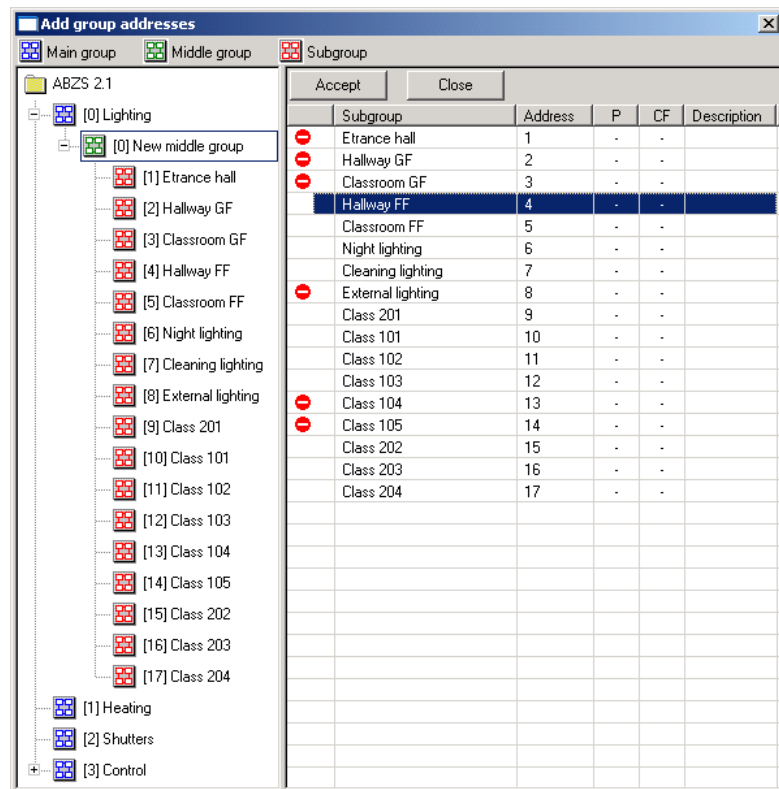 Add group addresses
Main group Middle group Subgroup
ABZS 2.1
[0] Lighting
[0] New middle group
[1] Etrance hall
[2] Hallway GF
[3] Classroom GF
[4] Hallway FF
[5] Classroom FF
[6] Night lighting
[7] Cleaning lighting
[8] External lighting
[9] Class 201
[10] Class 101
[11] Class 102
[12] Class 103
[13] Class 104
[14] Class 105
[15] Class 202
[16] Class 203
[17] Class 204
[1] Heating
[2] Shutters
[3] Control
Accept Close
Subgroup Address P CF Description
Etrance hall 1 - -
Hallway GF 2 - -
Classroom GF 3 - -
Hallway FF 4 - -
Classroom FF 5 - -
Night lighting 6 - -
Cleaning lighting 7 - -
External lighting 8 - -
Class 201 9 - -
Class 101 10 - -
Class 102 11 - -
Class 103 12 - -
Class 104 13 - -
Class 105 14 - -
Class 202 15 - -
Class 203 16 - -
Class 204 17 - -